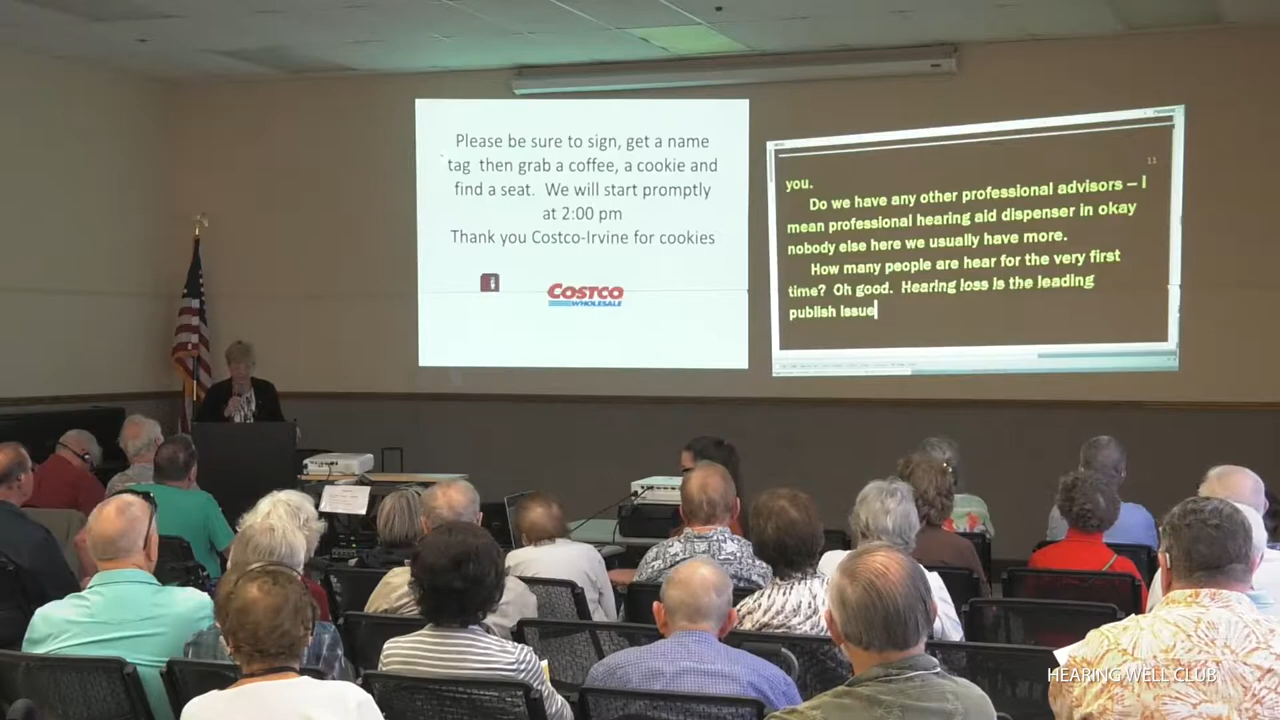 Please be sure to sign, get a name
tag then grab a coffee, a cookie and
find a seat. We will start promptly
at 2:00 pm
Thank you Costco-Irvine for cookies
COSTCO
WHOLESALE
11
you.
Do we have any other professional advisors – I
mean professional hearing aid dispenser in okay
nobody else here we usually have more.
How many people are hear for the very first
time? Oh good. Hearing loss is the leading
publish issue
HEARING WELL CLUB